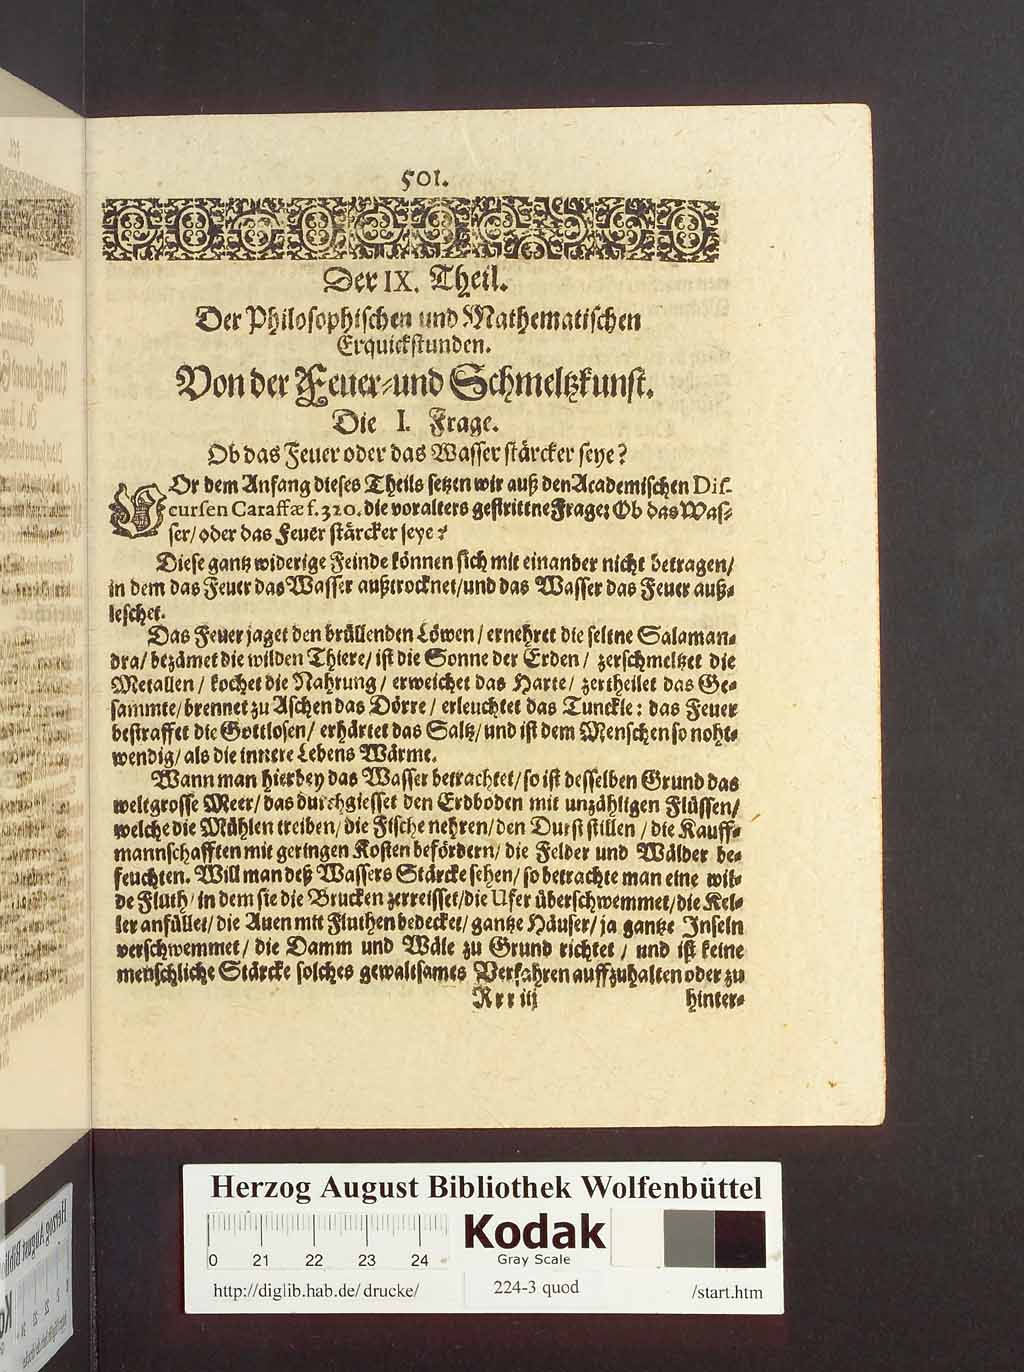 501.
Der IX. Theil.
Der Philosophischen und Mathematischen
Erquickstunden.
Von der Feuer-und Schmeltzkunst.
Die I. Frage.
Ob das Feuer oder das Wasser stärcker seye?
VOr dem Anfang dieses Theils setzen wir auß den Academischen Dis-
cursen Caraffæ f. 320. die vor alters gestrittne Frage: Ob das Was-
ser/ oder das Feuer stärcker seye?
Diese gantz widerige Feinde können sich mit einander nicht betragen/
in dem das Feuer das Wasser außtrocknet/und das Wasser das Feuer auß-
leschet.
Das Feuer jaget den brüllenden Löwen/ ernehret die seltne Salaman-
dra/ bezämet die wilden Thiere/ ist die Sonne der Erden/ zerschmeltzet die
Metallen/ kochet die Nahrung/ erweichet das Harte/ zertheilet das Ge-
sammte/ brennet zu Aschen das Dörre/ erleuchtet das Tunckle: das Feuer
bestraffet die Gottlosen/ erhärtet das Saltz/ und ist dem Menschen so noht-
wendig/ als die innere Lebens Wärme.
Wann man hierbey das Wasser betrachtet/ so ist desselben Grund das
weltgrosse Meer/ das durchgiesset den Erdboden mit unzähligen Flüssen/
welche die Mühlen treiben/ die Fische nehren/ den Durst stillen/ die Kauff-
mannschafften mit geringen Kosten befördern/ die Felder und Wälder be-
feuchten. Will man deß Wassers Stärcke sehen/ so betrachte man eine wil-
de Fluth/ in dem sie die Brucken zerreisset/die Ufer überschwemmet/die Kel-
ler anfüllet/ die Auen mit Fluthen bedecket/ gantze Häuser/ ja gantze Inseln
verschwemmet/ die Damm und Wäle zu Grund richtet/ und ist keine
menschliche Stärcke solches gewaltsames Verfahren auffzuhalten oder zu
Rrr iij hinter-
Herzog August Bibliothek Wolfenbüttel
Kodak
Gray Scale
0 21 22 23 24
http://diglib.hab.de/drucke/ 224-3 quod /start.htm